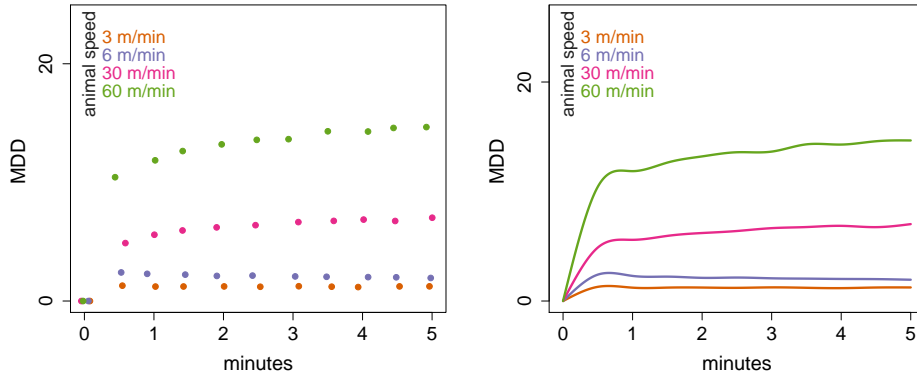 MDD
20
0
animal speed
3 m/min
6 m/min
30 m/min
60 m/min
0 1 2 3 4 5
minutes
MDD
20
0
animal speed
3 m/min
6 m/min
30 m/min
60 m/min
0 1 2 3 4 5
minutes